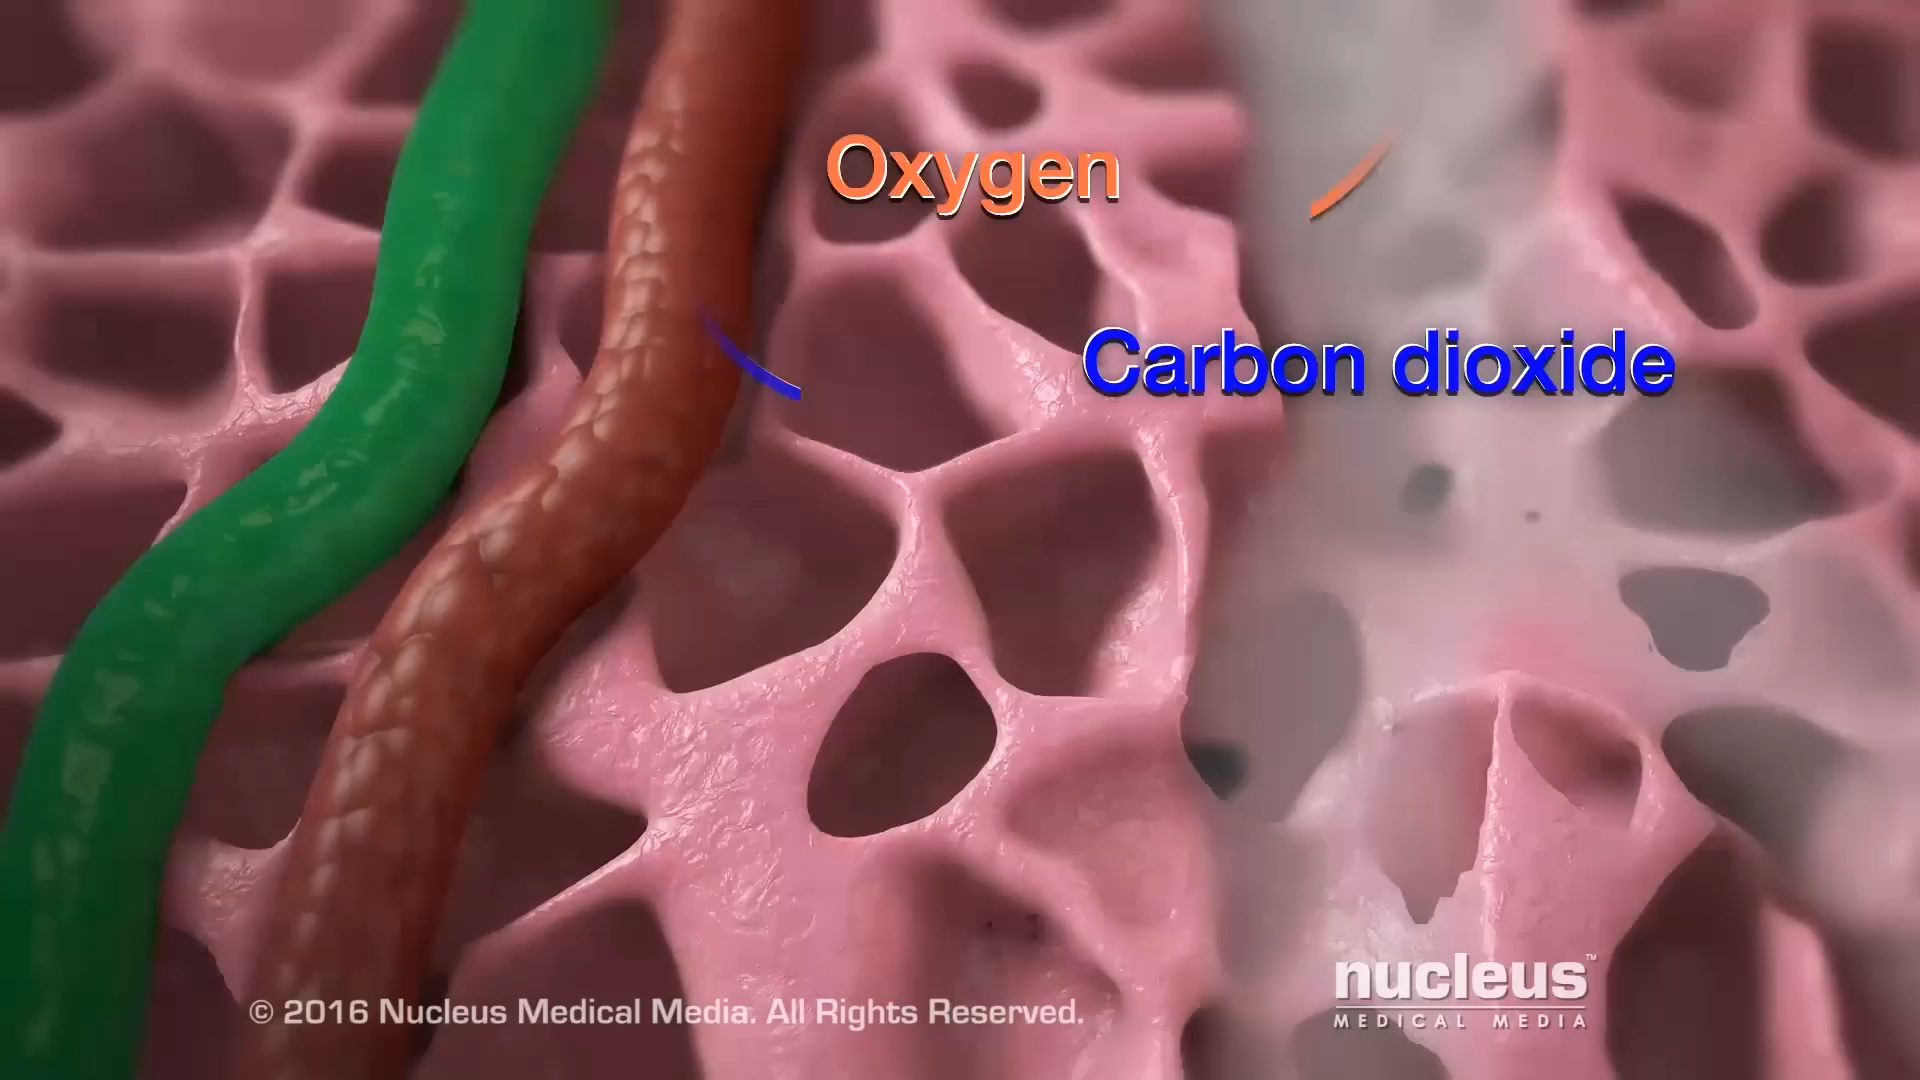 Oxygen
Carbon dioxide
nucleus™
MEDICAL MEDIA
© 2016 Nucleus Medical Media. All Rights Reserved.